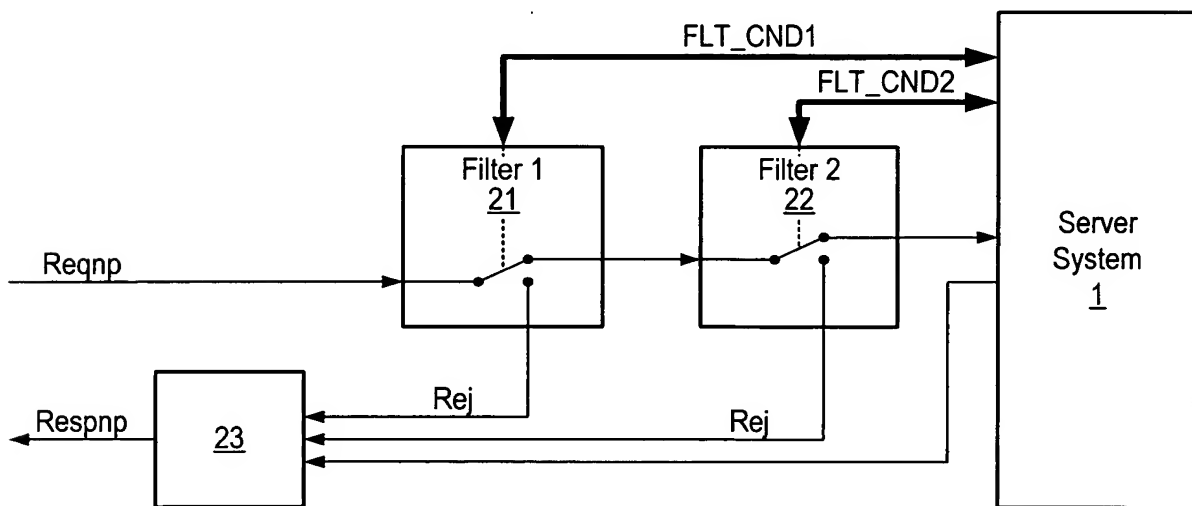 FLT_CND1
FLT_CND2
Filter 1
21
Filter 2
22
Server
System
1
Reqnp
Rej
Rej
Respnp
23